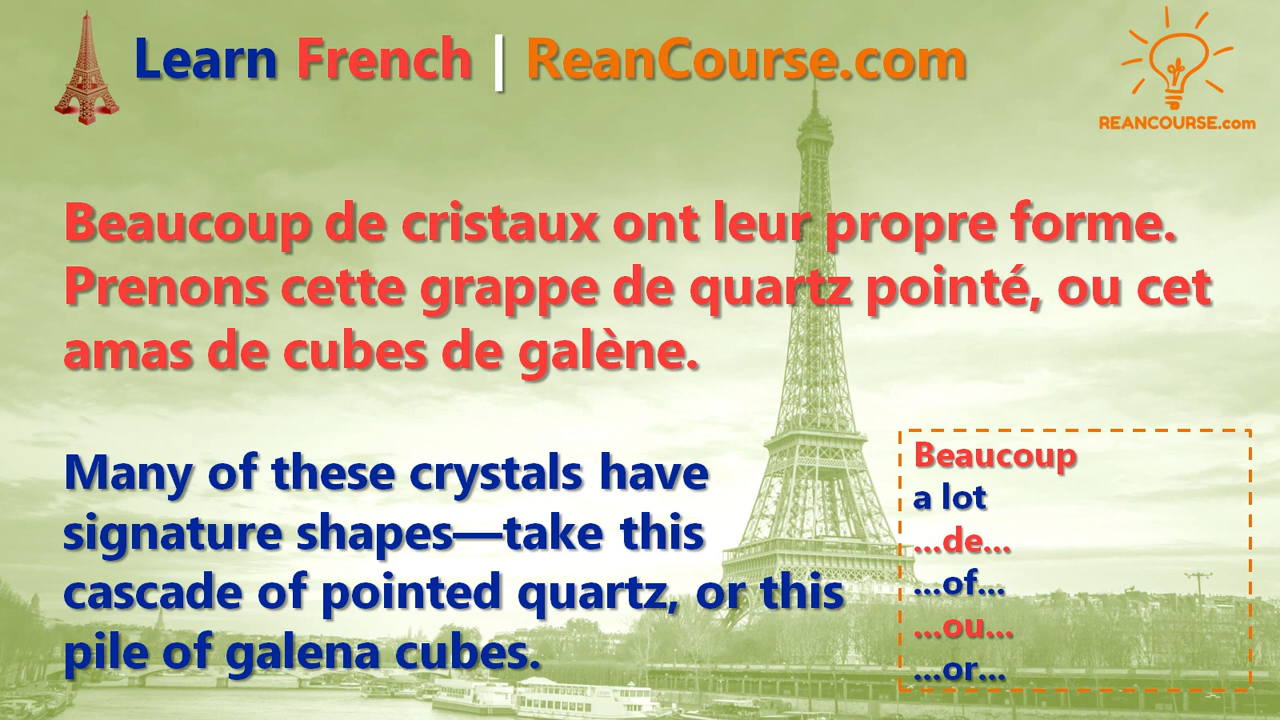 Learn French | ReanCourse.com
REANCOURSE.com
Beaucoup de cristaux ont leur propre forme.
Prenons cette grappe de quartz pointé, ou cet
amas de cubes de galène.
Many of these crystals have
signature shapes—take this
cascade of pointed quartz, or this
pile of galena cubes.
Beaucoup
a lot
...de...
...of...
...ou...
...or...